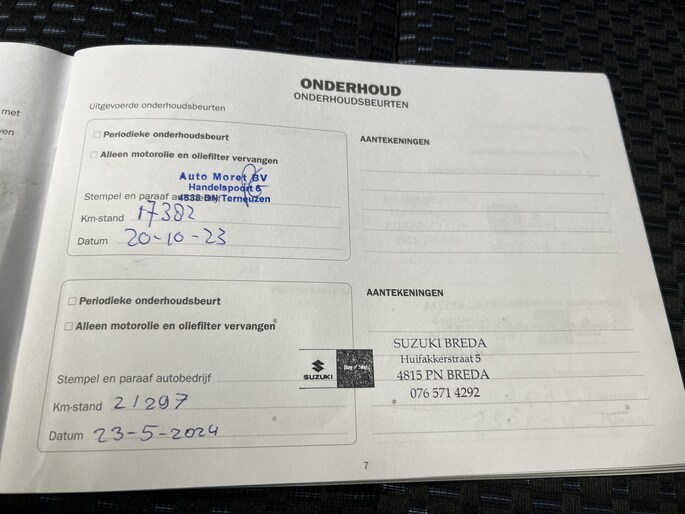 met
ven
ONDERHOUD
ONDERHOUDSBEURTEN
Uitgevoerde onderhoudsbeurten
Periodieke onderhoudsbeurt
Alleen motorolie en oliefilter vervangen
Auto Moret BV
Handelspoort 6
Stempel en paraaf autobedrijf
4538 BN Terneuzen
Km-stand 17382
Datum 20-10-23
AANTEKENINGEN
Periodieke onderhoudsbeurt
Alleen motorolie en oliefilter vervangen
Stempel en paraaf autobedrijf
SUZUKI
Km-stand 21297
Datum 23-5-2024
AANTEKENINGEN
SUZUKI BREDA
Huifakkerstraat 5
4815 PN BREDA
076 571 4292
7